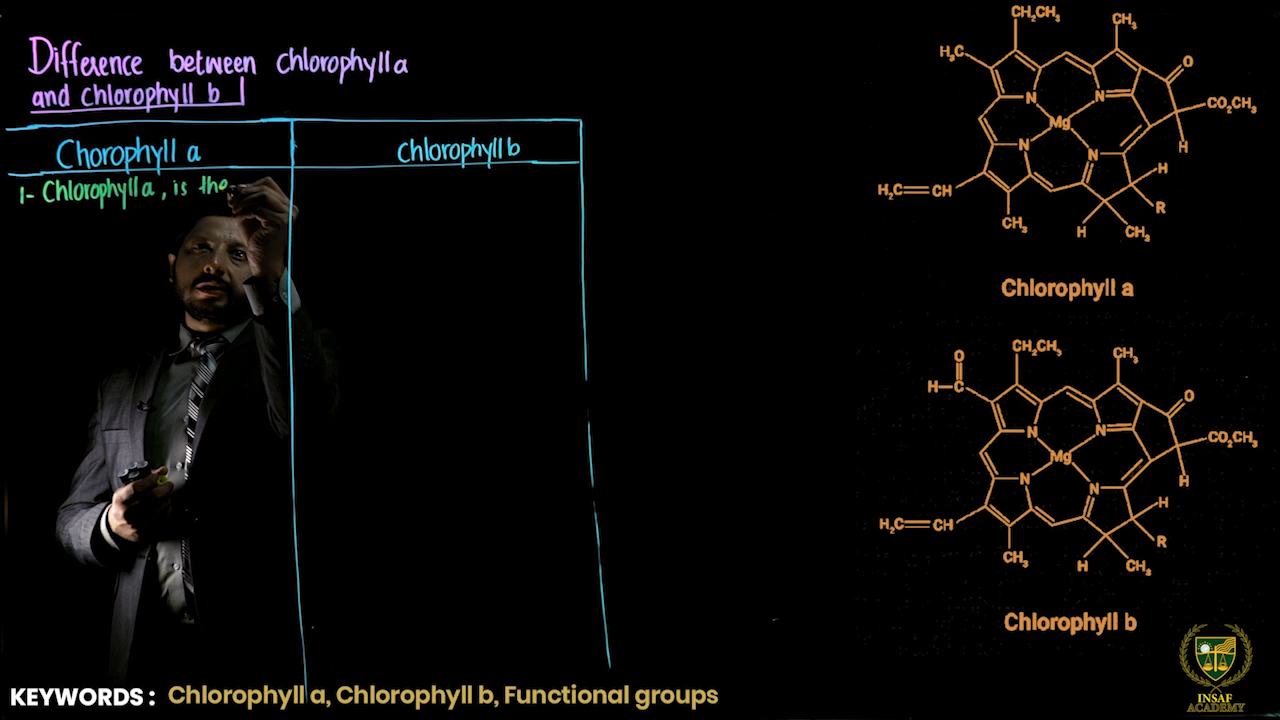 Difference between chlorophyll a
and chlorophyll b
Chorophyll a
Chlorophyll b
1- Chlorophyll a, is the
CH₂CH₃
CH₃
H₃C
O
N
N
Mg
CO₂CH₃
N
N
H
H
H₂C=CH
R
CH₃
H
CH₃
Chlorophyll a
O
CH₂CH₃
CH₃
H-C
O
N
N
Mg
CO₂CH₃
N
N
H
H
H₂C=CH
R
CH₃
H
CH₃
Chlorophyll b
KEYWORDS : Chlorophyll a, Chlorophyll b, Functional groups
INSAF
ACADEMY